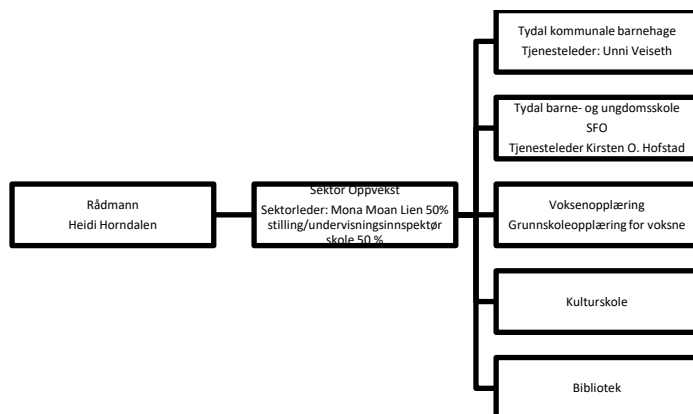 Rådmann
Heidi Horndalen
Sektor Oppvekst
Sektorleder: Mona Moan Lien 50%
stilling/undervisningsinnspektør
skole 50 %
Tydal kommunale barnehage
Tjenesteleder: Unni Veiseth
Tydal barne- og ungdomsskole
SFO
Tjenesteleder Kirsten O. Hofstad
Voksenopplæring
Grunnskoleopplæring for voksne
Kulturskole
Bibliotek